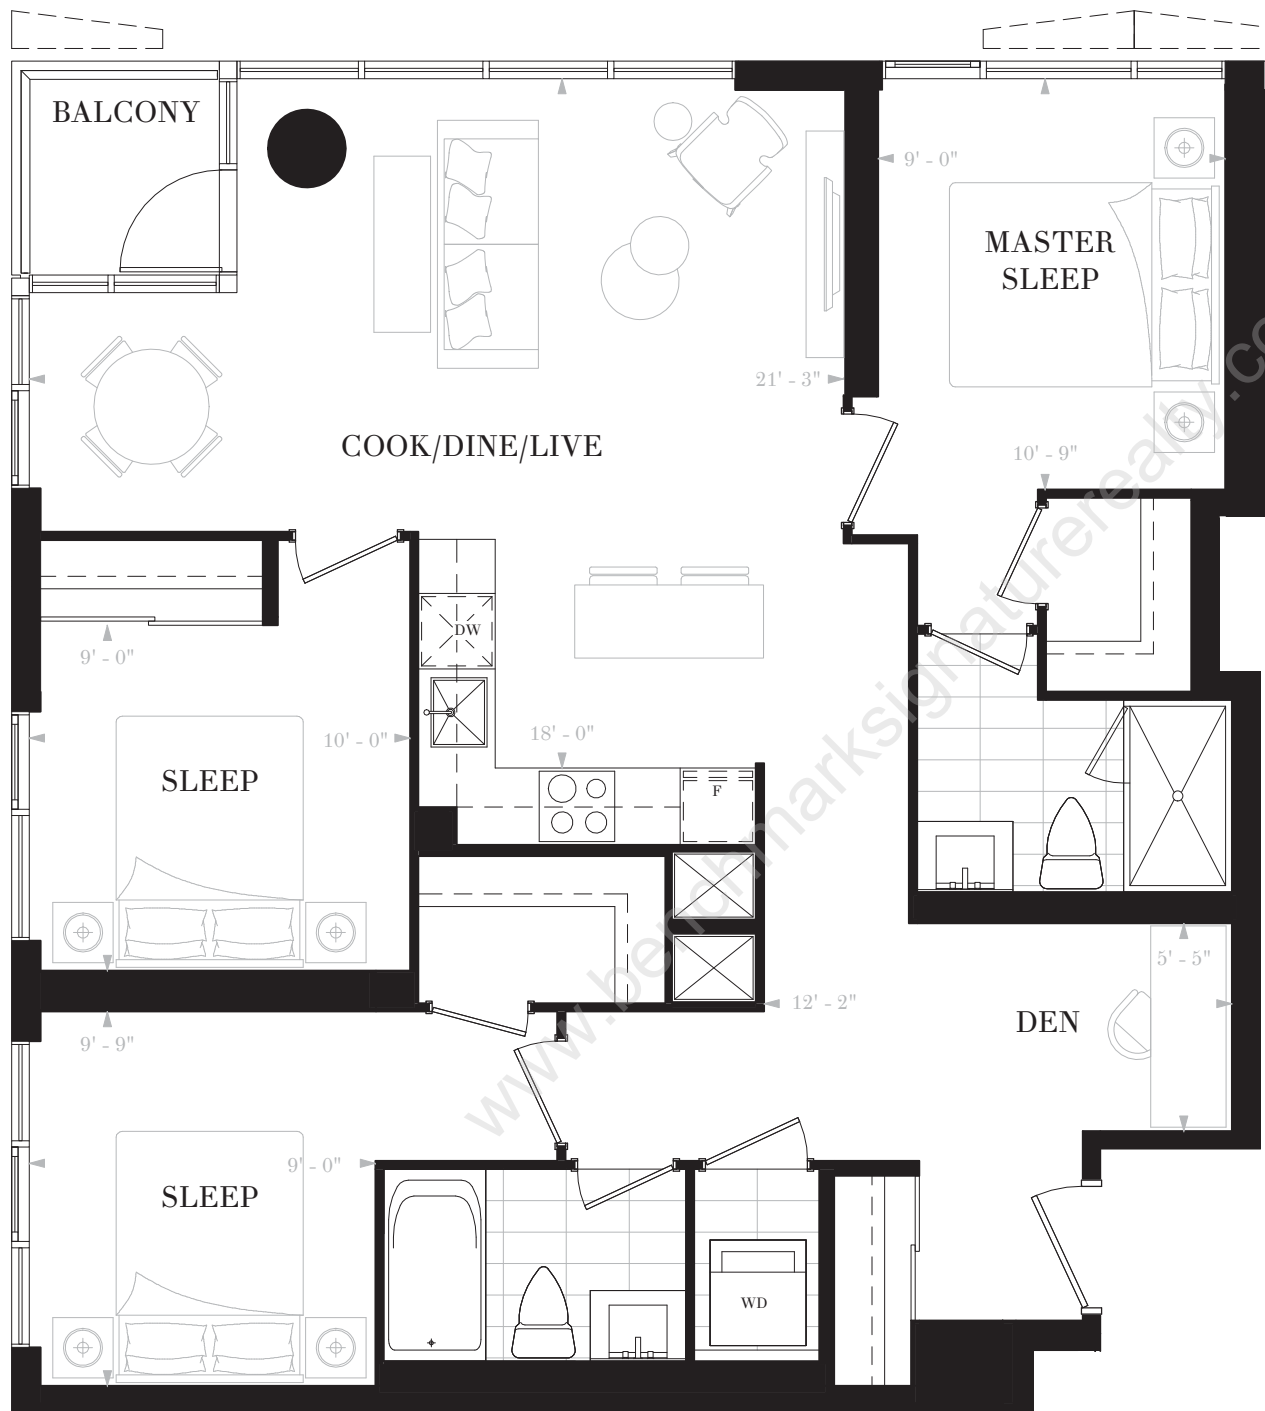 BALCONY
9' - 0"
MASTER
SLEEP
21' - 3"
COOK/DINE/LIVE
10' - 9"
DW
9' - 0"
10' - 0"
18' - 0"
SLEEP
F
5' - 5"
12' - 2"
DEN
9' - 9"
9' - 0"
SLEEP
WD
www.benchmarksignaturerealty.co